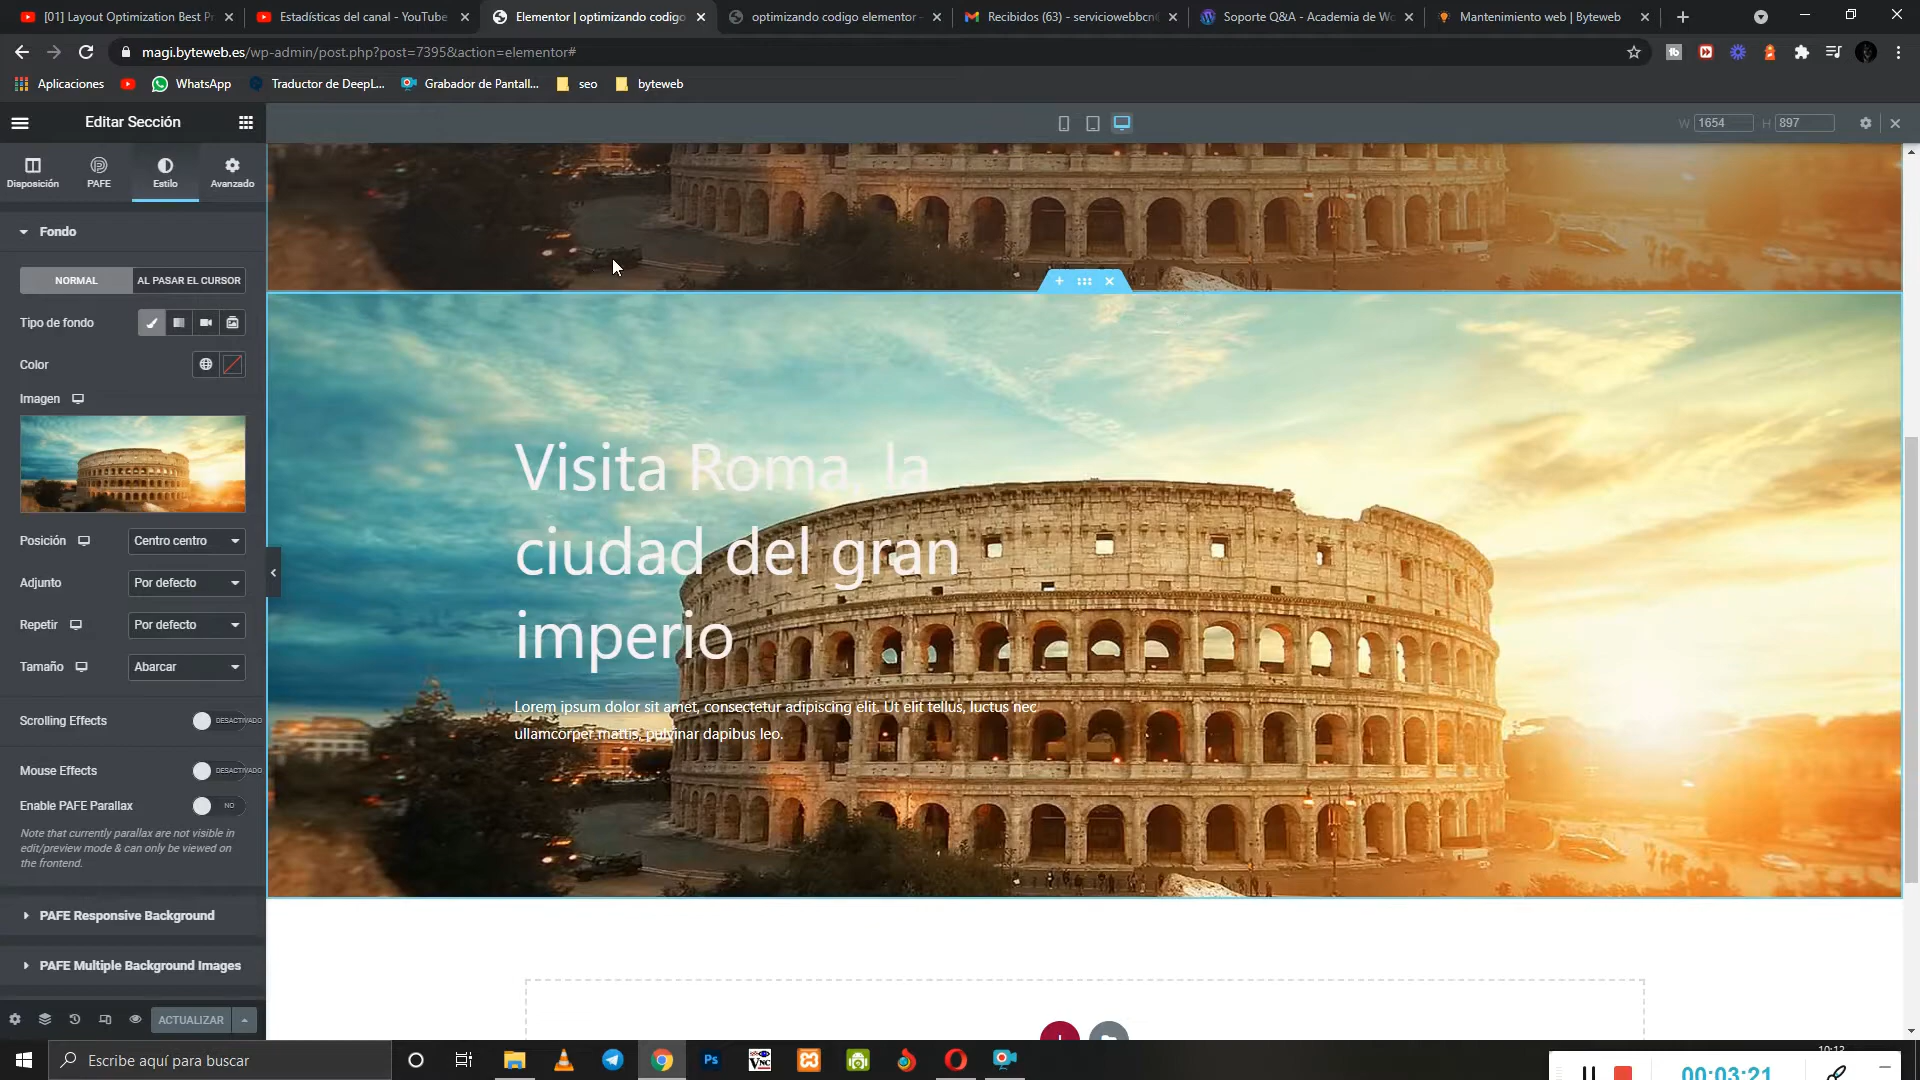 [01] Layout Optimization Best Pr
Estadísticas del canal - YouTube
Elementor | optimizando codigo
optimizando codigo elementor -
Recibidos (63) - serviciowebbcn
Soporte Q&A - Academia de Wo
Mantenimiento web | Byteweb
magi.byteweb.es/wp-admin/post.php?post=7395&action=elementor#
Aplicaciones
WhatsApp
Traductor de DeepL...
Grabador de Pantall...
seo
byteweb
Editar Sección
W 1654
H 897
Disposición
PAFE
Estilo
Avanzado
Fondo
NORMAL
AL PASAR EL CURSOR
Tipo de fondo
Color
Imagen
Posición
Centro centro
Adjunto
Por defecto
Repetir
Por defecto
Tamaño
Abarcar
Scrolling Effects
DESACTIVADO
Mouse Effects
DESACTIVADO
Enable PAFE Parallax
NO
Note that currently parallax are not visible in
edit/preview mode & can only be viewed on
the frontend.
PAFE Responsive Background
PAFE Multiple Background Images
ACTUALIZAR
Visita Roma, la
ciudad del gran
imperio
Lorem ipsum dolor sit amet, consectetur adipiscing elit. Ut elit tellus, luctus nec
ullamcorper mattis, pulvinar dapibus leo.
Escribe aquí para buscar
Ps
VNC
00:03:21